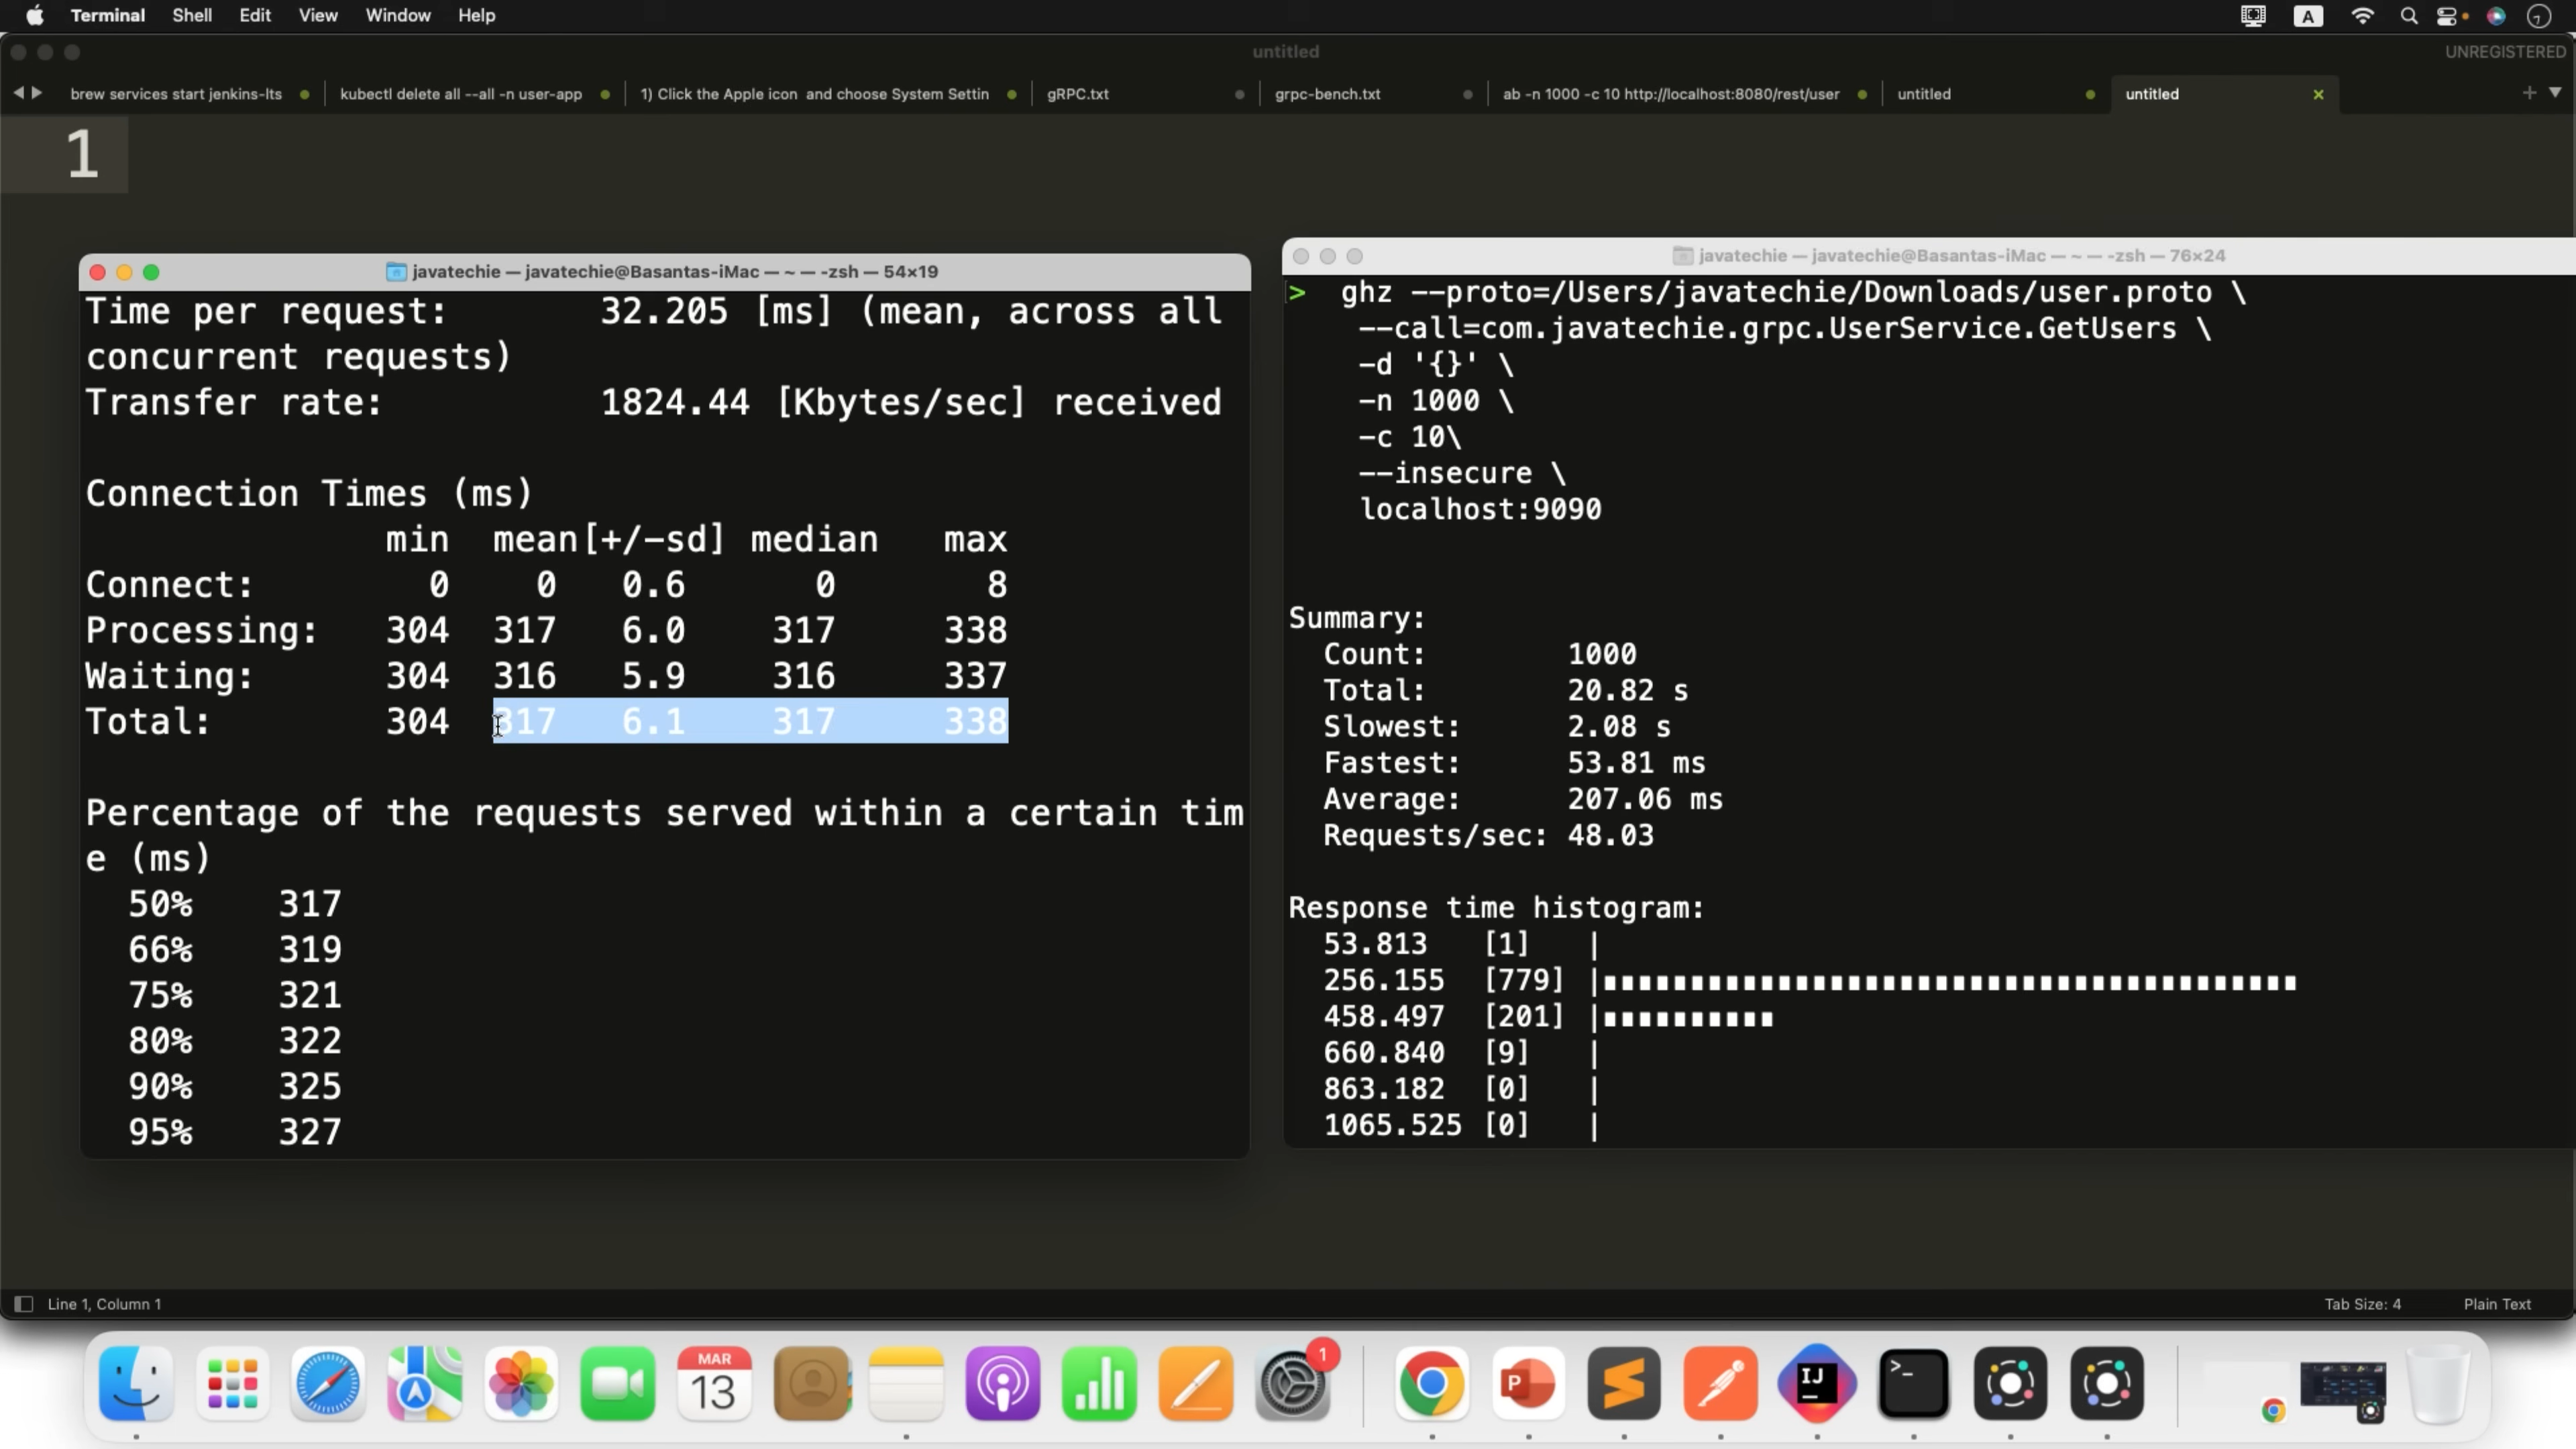 Terminal Shell Edit View Window Help
A
untitled
UNREGISTERED
brew services start jenkins-lts
kubectl delete all --all -n user-app
1) Click the Apple icon and choose System Settin
gRPC.txt
grpc-bench.txt
ab -n 1000 -c 10 http://localhost:8080/rest/user
untitled
untitled
1
javatechie — javatechie@Basantas-iMac — ~ — -zsh — 54×19
Time per request: 32.205 [ms] (mean, across all
concurrent requests)
Transfer rate: 1824.44 [Kbytes/sec] received
Connection Times (ms)
min mean[+/-sd] median max
Connect: 0 0 0.6 0 8
Processing: 304 317 6.0 317 338
Waiting: 304 316 5.9 316 337
Total: 304 317 6.1 317 338
Percentage of the requests served within a certain tim
e (ms)
50% 317
66% 319
75% 321
80% 322
90% 325
95% 327
javatechie — javatechie@Basantas-iMac — ~ — -zsh — 76×24
> ghz --proto=/Users/javatechie/Downloads/user.proto \
--call=com.javatechie.grpc.UserService.GetUsers \
-d '{}' \
-n 1000 \
-c 10\
--insecure \
localhost:9090
Summary:
Count: 1000
Total: 20.82 s
Slowest: 2.08 s
Fastest: 53.81 ms
Average: 207.06 ms
Requests/sec: 48.03
Response time histogram:
53.813 [1] |
256.155 [779] |∎∎∎∎∎∎∎∎∎∎∎∎∎∎∎∎∎∎∎∎∎∎∎∎∎∎∎∎∎∎∎∎∎∎∎∎∎∎∎∎
458.497 [201] |∎∎∎∎∎∎∎∎∎∎
660.840 [9] |
863.182 [0] |
1065.525 [0] |
Line 1, Column 1
Tab Size: 4
Plain Text
MAR
13
1
P
IJ
>_